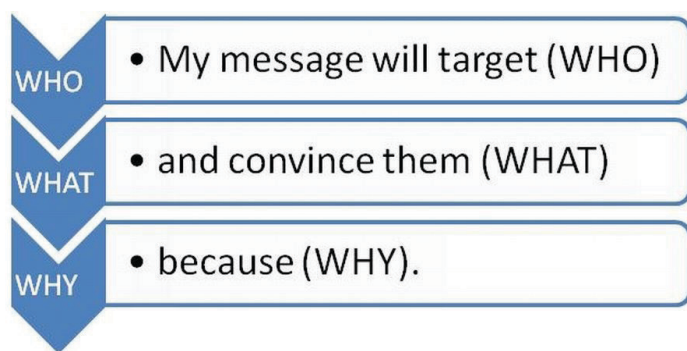 WHO
• My message will target (WHO)
WHAT
• and convince them (WHAT)
WHY
• because (WHY).